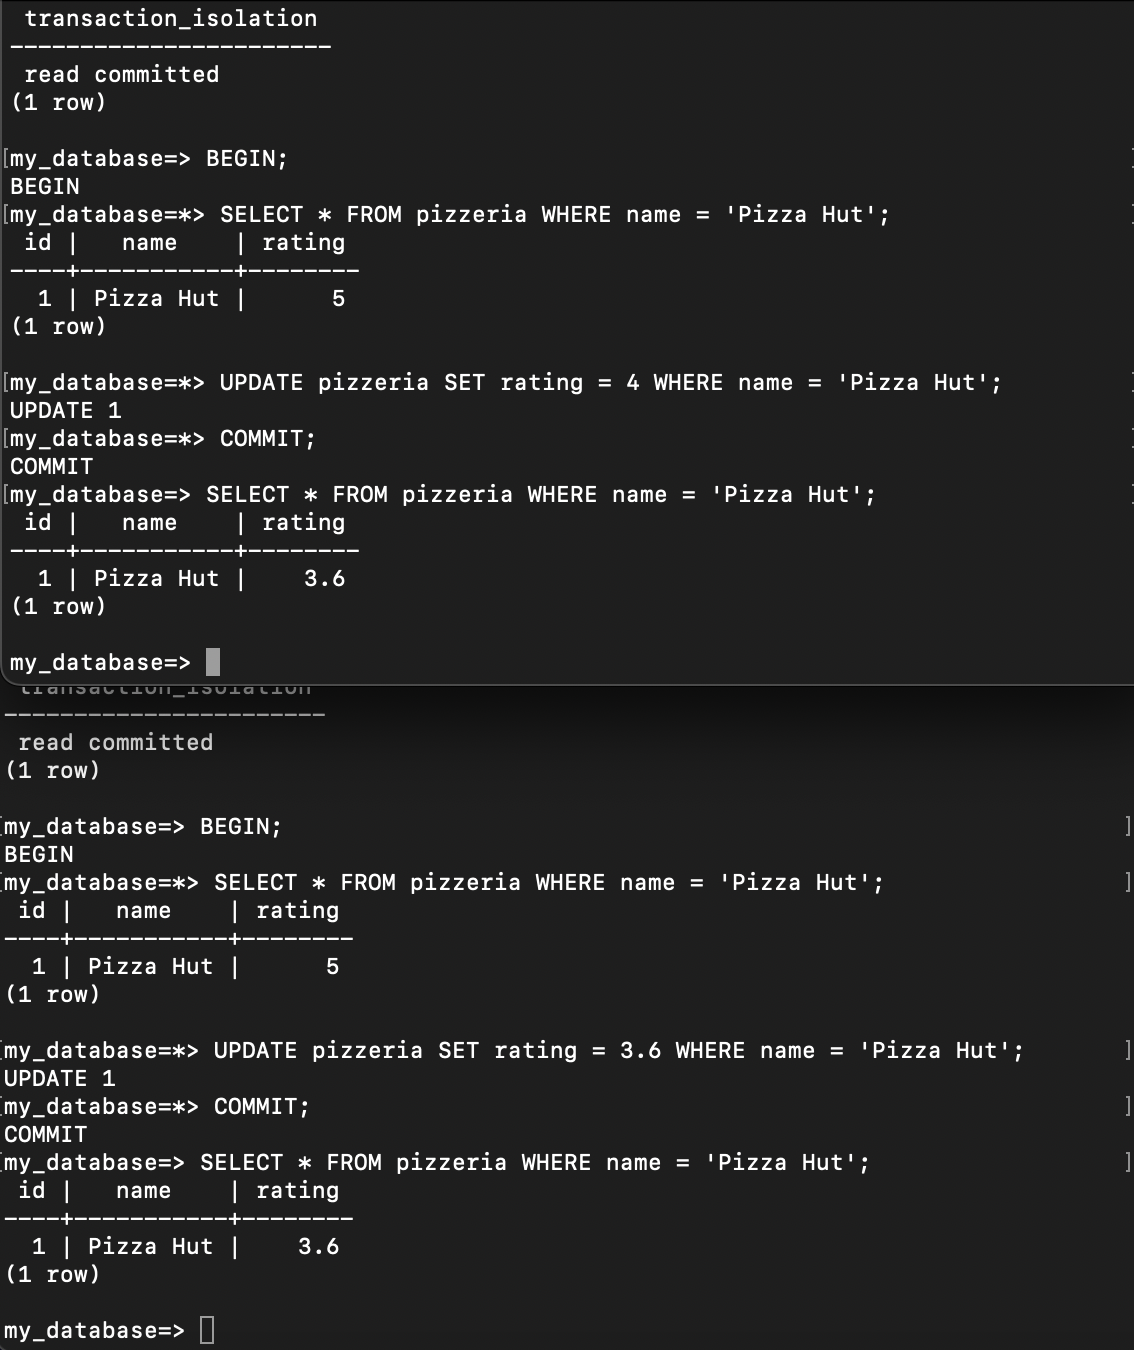 transaction_isolation
-----------------------
read committed
(1 row)
[my_database=> BEGIN; ]
BEGIN
[my_database=*> SELECT * FROM pizzeria WHERE name = 'Pizza Hut'; ]
 id |   name    | rating
----+-----------+--------
  1 | Pizza Hut |      5
(1 row)
[my_database=*> UPDATE pizzeria SET rating = 4 WHERE name = 'Pizza Hut'; ]
UPDATE 1
[my_database=*> COMMIT; ]
COMMIT
[my_database=> SELECT * FROM pizzeria WHERE name = 'Pizza Hut'; ]
 id |   name    | rating
----+-----------+--------
  1 | Pizza Hut |    3.6
(1 row)
my_database=>
transaction_isolation
-----------------------
read committed
(1 row)
[my_database=> BEGIN; ]
BEGIN
[my_database=*> SELECT * FROM pizzeria WHERE name = 'Pizza Hut'; ]
 id |   name    | rating
----+-----------+--------
  1 | Pizza Hut |      5
(1 row)
[my_database=*> UPDATE pizzeria SET rating = 3.6 WHERE name = 'Pizza Hut'; ]
UPDATE 1
[my_database=*> COMMIT; ]
COMMIT
[my_database=> SELECT * FROM pizzeria WHERE name = 'Pizza Hut'; ]
 id |   name    | rating
----+-----------+--------
  1 | Pizza Hut |    3.6
(1 row)
my_database=>